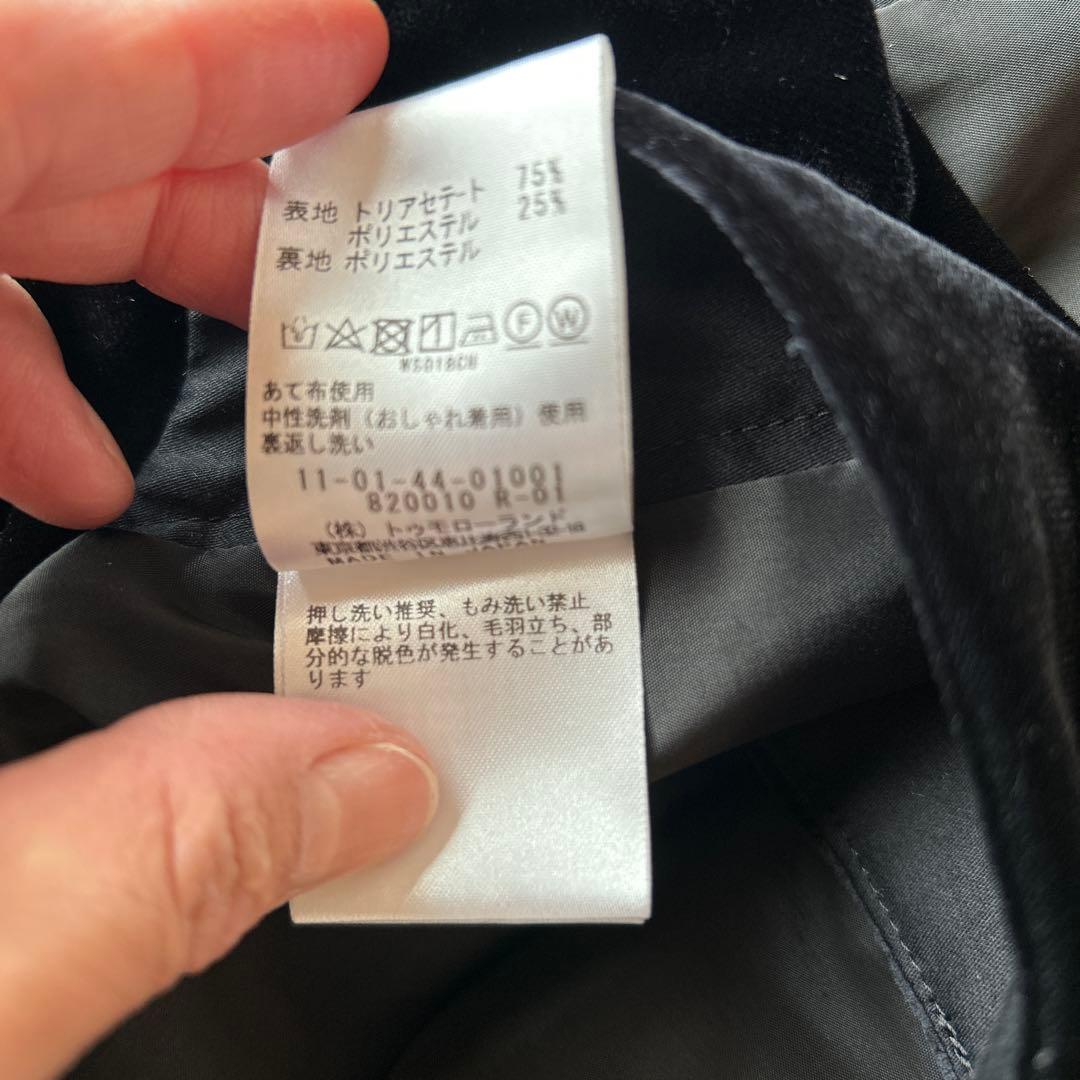 75%
表地 トリアセテート 25%
ポリエステル
裏地 ポリエステル
F W
WS018CU
あて布使用
中性洗剤（おしゃれ着用）使用
裏返し洗い
11-01-44-01001
820010 R-01
（株）トゥモローランド
MADE IN JAPAN
押し洗い推奨、もみ洗い禁止
摩擦により白化、毛羽立ち、部
分的な脱色が発生することがあ
ります